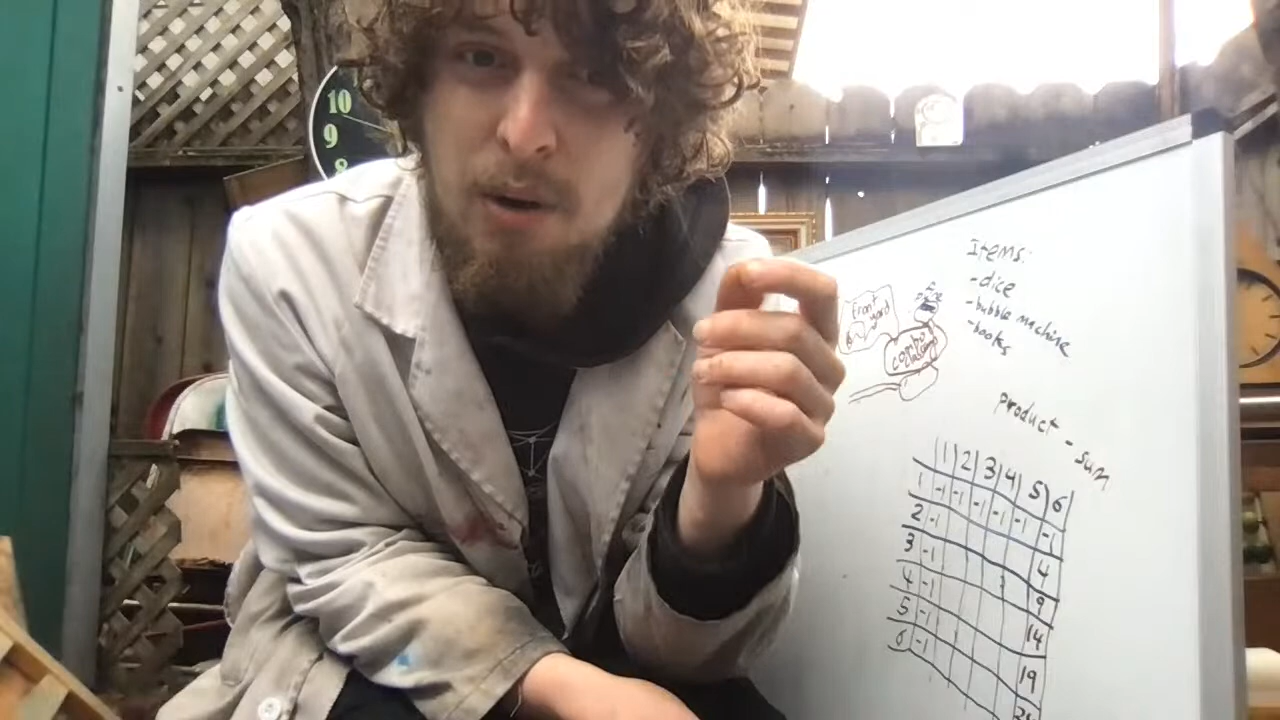 10
9
8
Items:
-dice
-bubble machine
-books
Front
yard
product - sum
1 2 3 4 5 6
1 -1 -1 -1 -1 -1 -1
2 -1 4
3 -1 9
4 -1 14
5 -1 19
6 -1